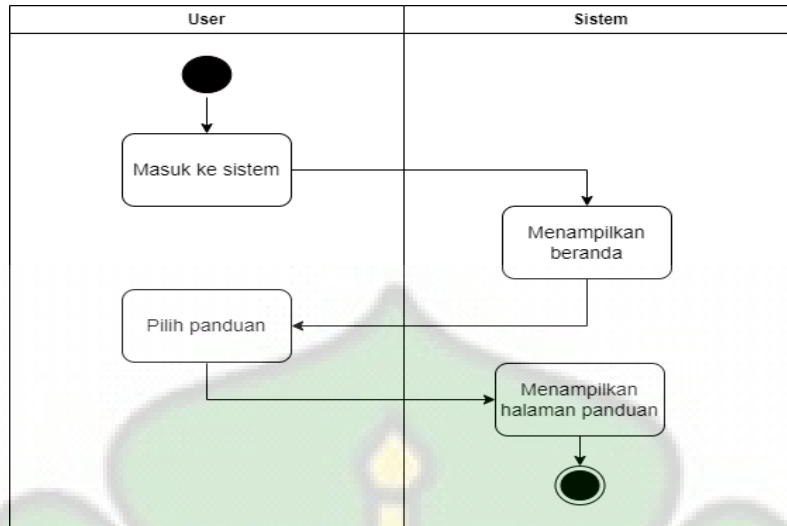 User
Sistem
Masuk ke sistem
Menampilkan
beranda
Pilih panduan
Menampilkan
halaman panduan